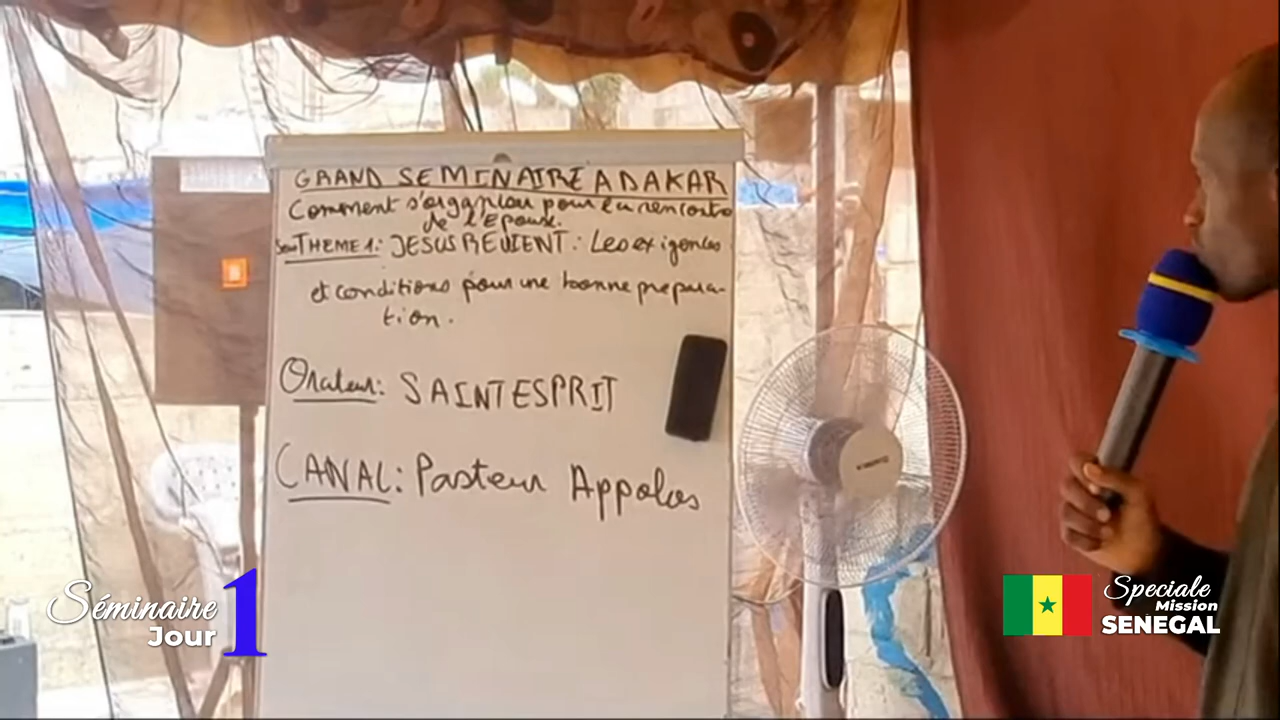 GRAND SEMINAIRE A DAKAR
Comment s'organiser pour la rencontre
de l'Epoux.
Sous THEME 1: JESUS REVIENT: Les exigences
et conditions pour une bonne prepara-
tion.
Orateur: SAINT ESPRIT
CANAL: Pasteur Appolos
Séminaire
Jour 1
Speciale
Mission
SENEGAL